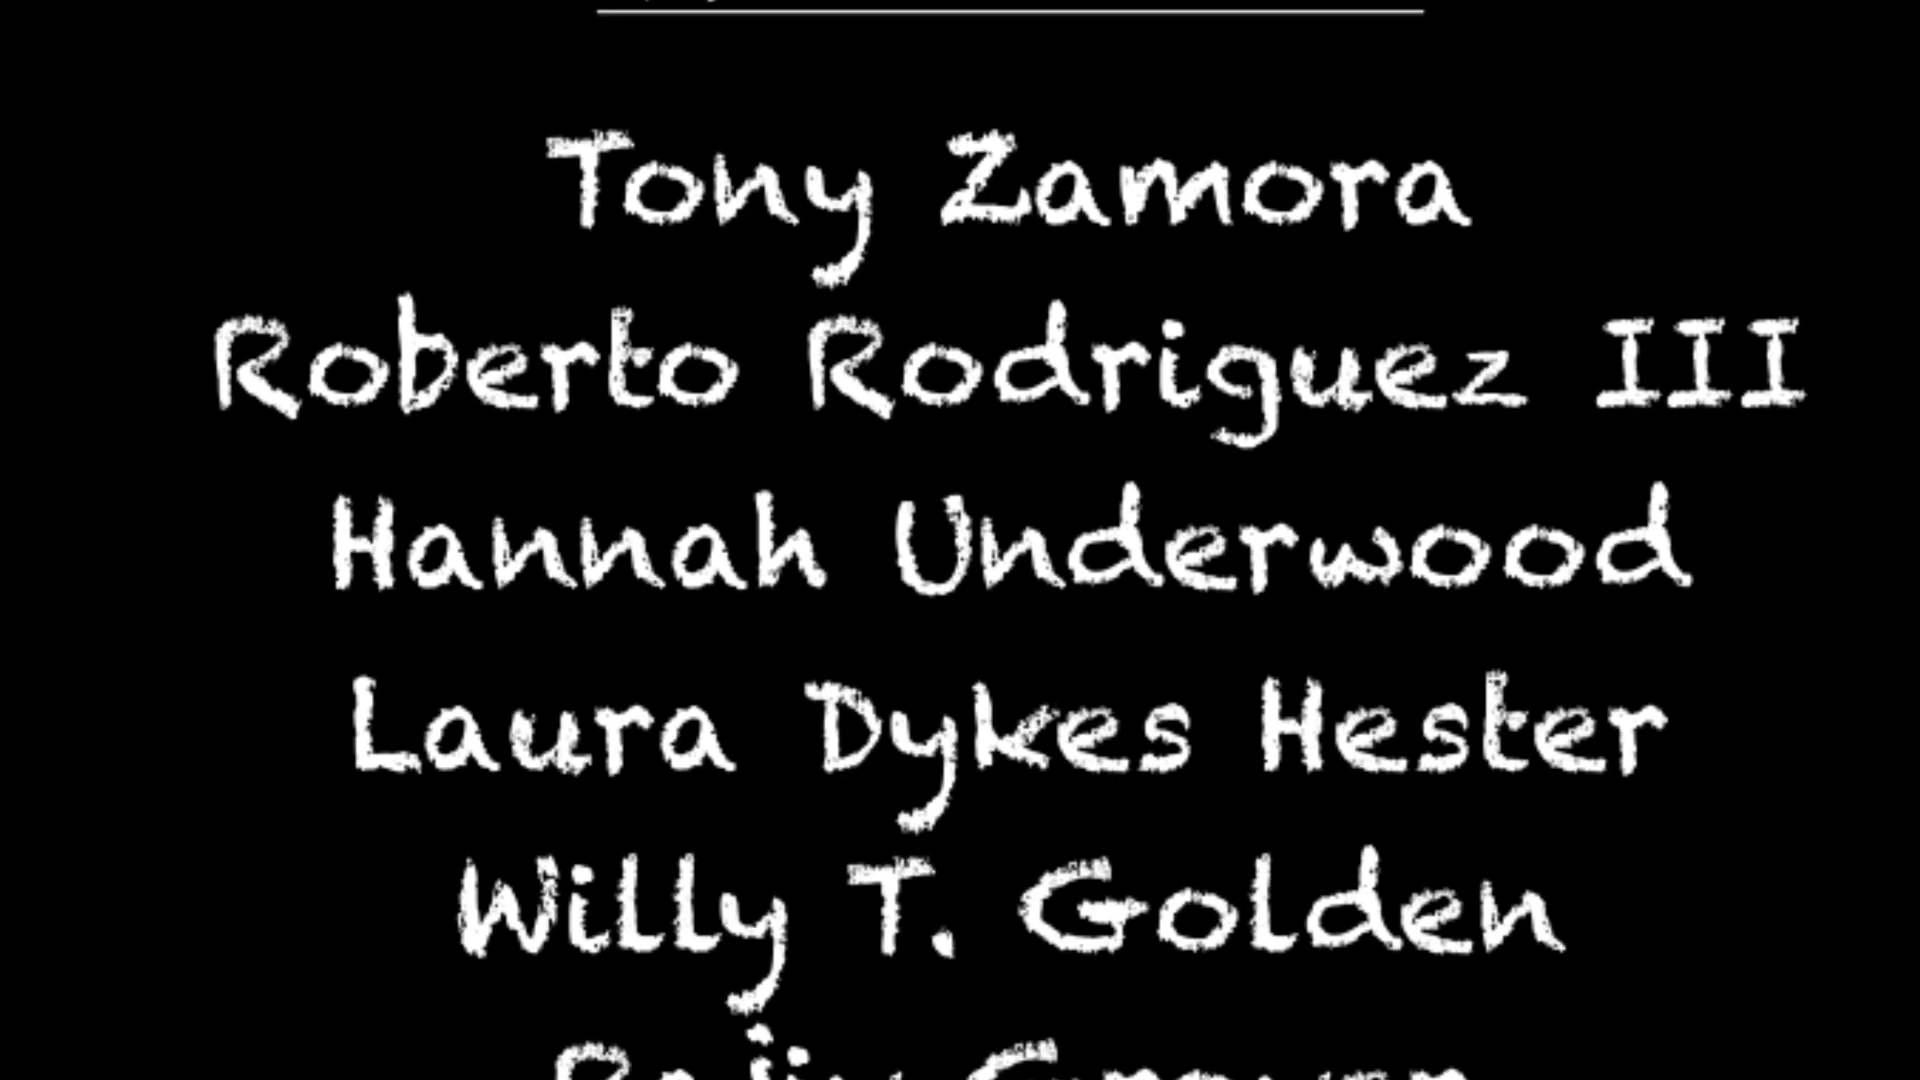 Tony Zamora
Roberto Rodriguez III
Hannah Underwood
Laura Dykes Hester
Willy T. Golden